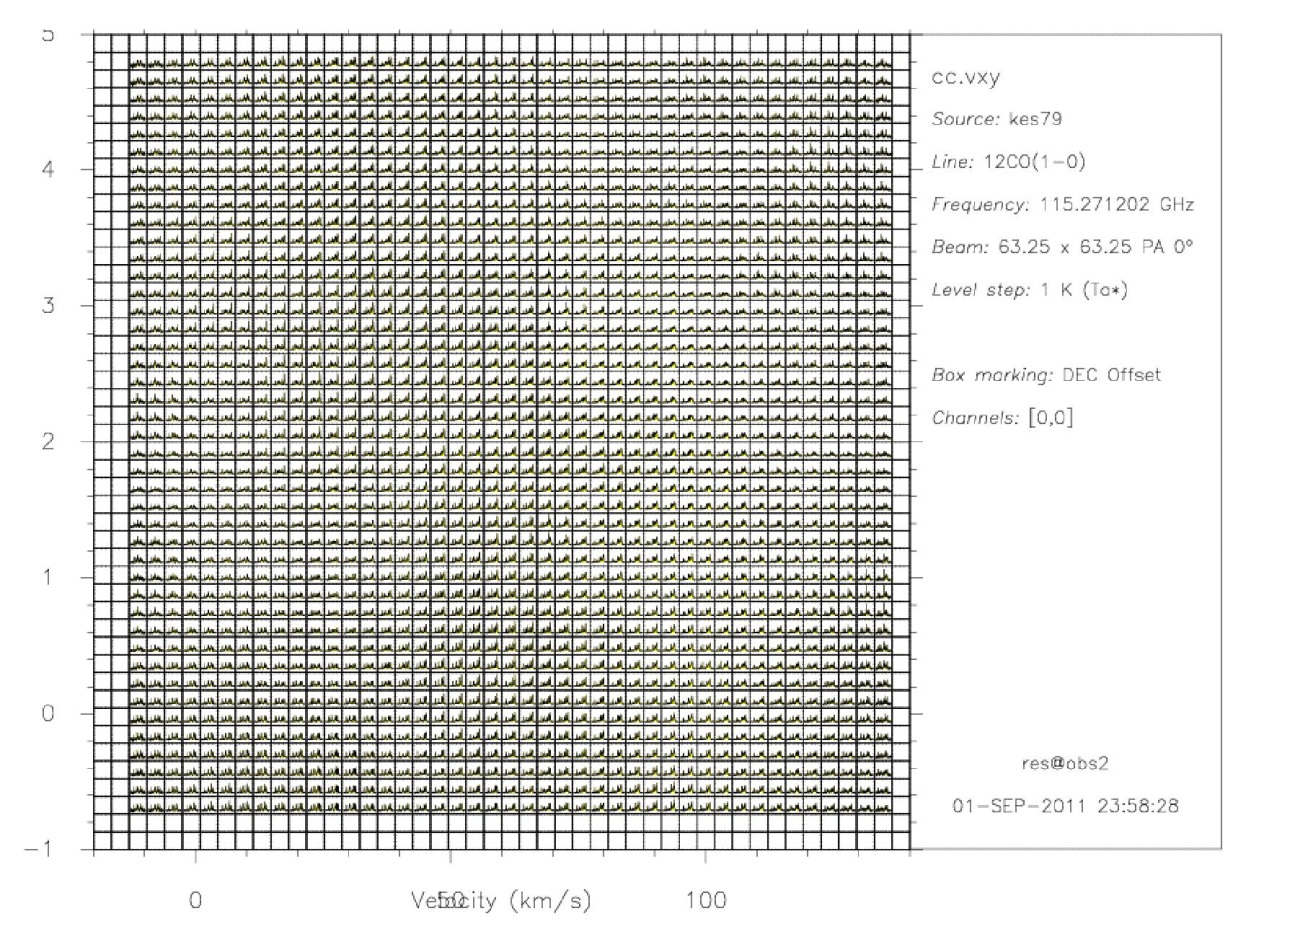 5
4
3
2
1
0
-1
0
50
100
Velocity (km/s)
cc.vxy
Source: kes79
Line: 12CO(1-0)
Frequency: 115.271202 GHz
Beam: 63.25 x 63.25 PA 0°
Level step: 1 K (Ta*)
Box marking: DEC Offset
Channels: [0,0]
res@obs2
01-SEP-2011 23:58:28